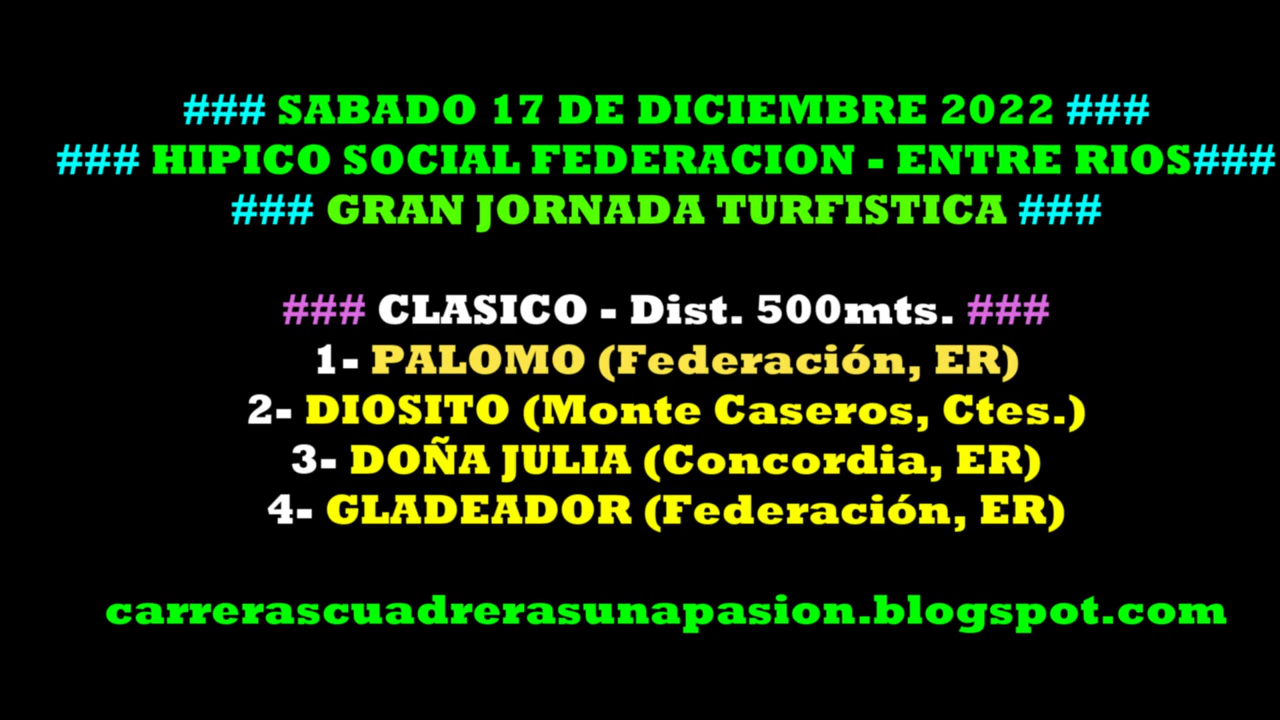 ### SABADO 17 DE DICIEMBRE 2022 ###
### HIPICO SOCIAL FEDERACION - ENTRE RIOS###
### GRAN JORNADA TURFISTICA ###
### CLASICO - Dist. 500mts. ###
1- PALOMO (Federación, ER)
2- DIOSITO (Monte Caseros, Ctes.)
3- DOÑA JULIA (Concordia, ER)
4- GLADEADOR (Federación, ER)
carrerascuadrerasunapasion.blogspot.com